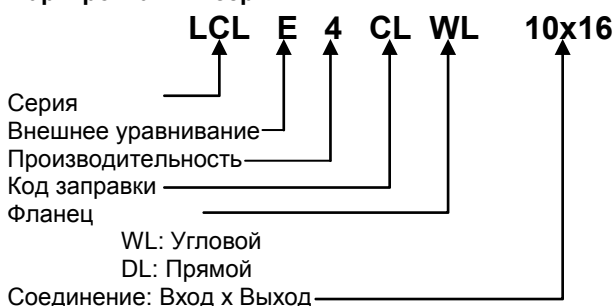 LCL E 4 CL WL 10x16
Серия
Внешнее уравнивание
Производительность
Код заправки
Фланец
WL: Угловой
DL: Прямой
Соединение: Вход x Выход